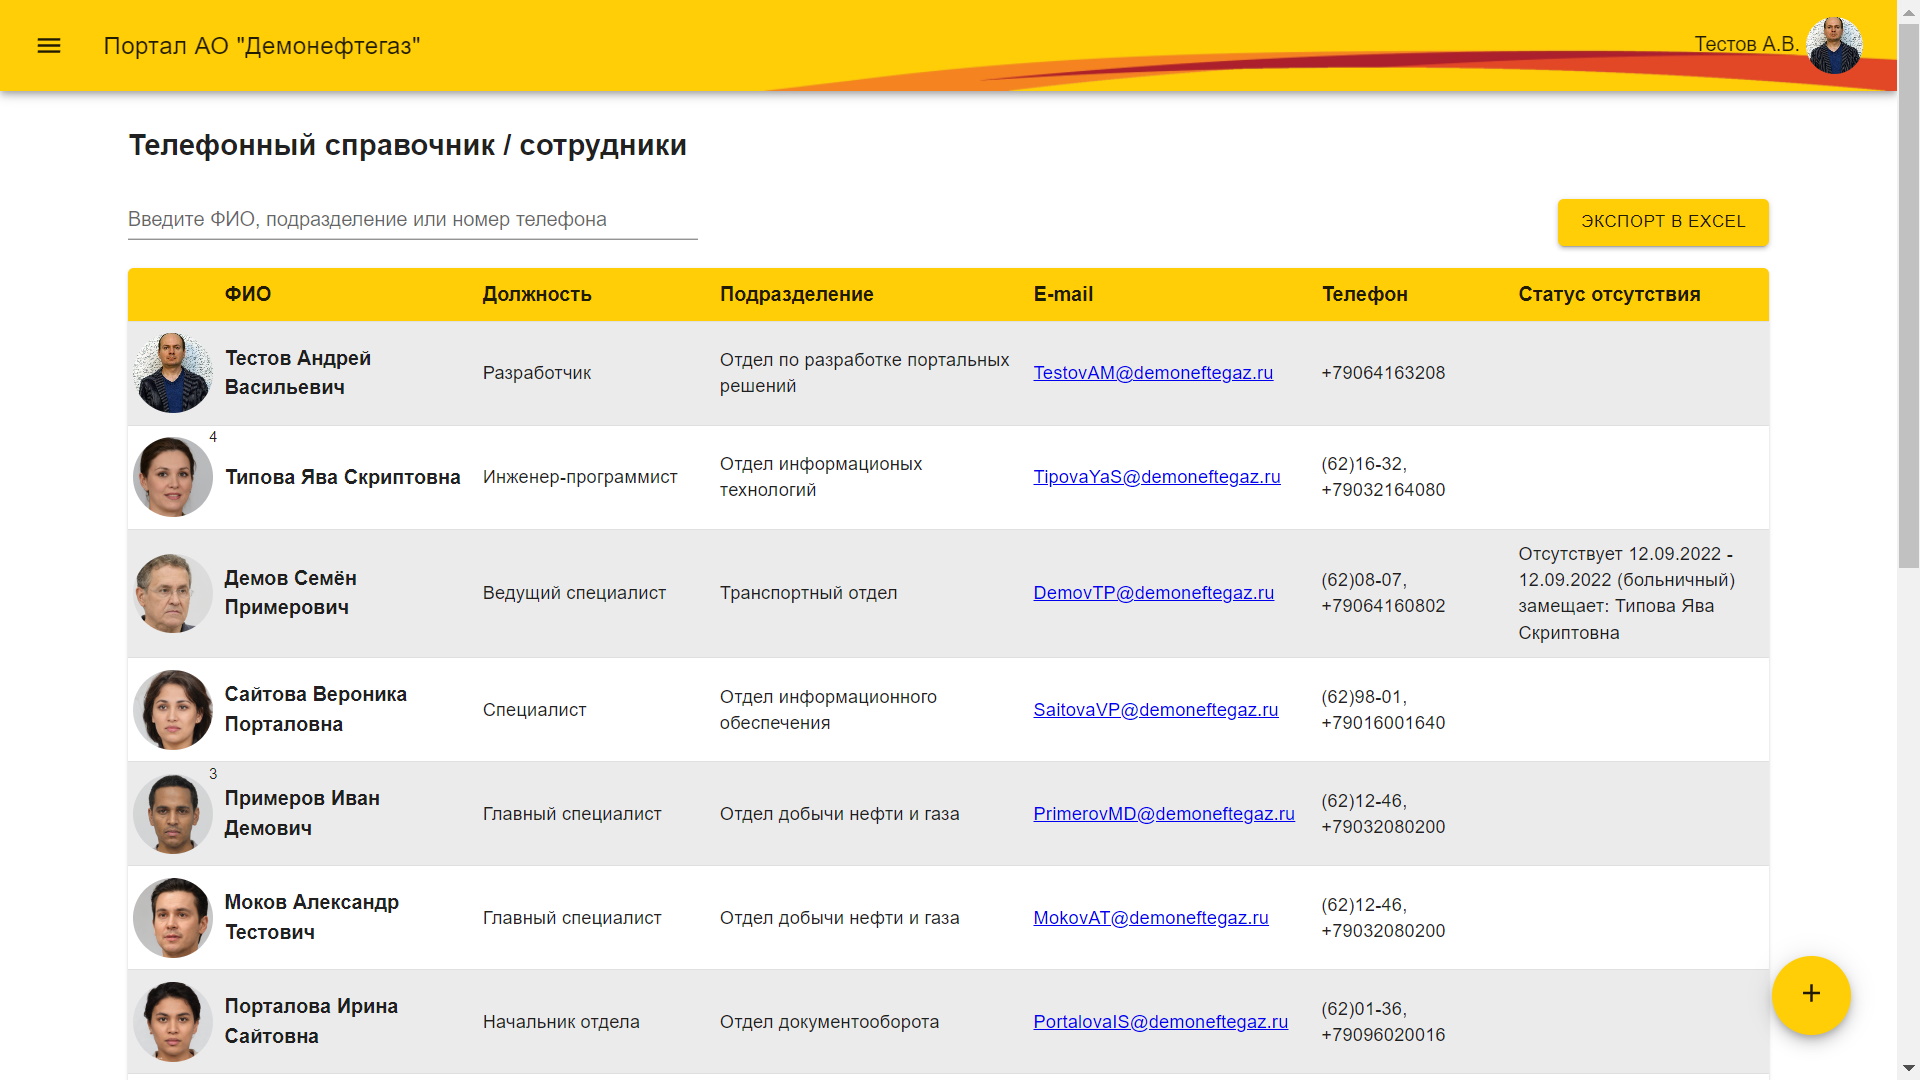 Портал АО "Демонефтегаз"
Тестов А.В.
Телефонный справочник / сотрудники
Введите ФИО, подразделение или номер телефона
ЭКСПОРТ В EXCEL
ФИО Должность Подразделение E-mail Телефон Статус отсутствия
Тестов Андрей
Васильевич
Разработчик
Отдел по разработке портальных
решений
TestovAM@demoneftegaz.ru
+79064163208
4
Типова Ява Скриптовна
Инженер-программист
Отдел информационых
технологий
TipovaYaS@demoneftegaz.ru
(62)16-32,
+79032164080
Демов Семён
Примерович
Ведущий специалист
Транспортный отдел
DemovTP@demoneftegaz.ru
(62)08-07,
+79064160802
Отсутствует 12.09.2022 -
12.09.2022 (больничный)
замещает: Типова Ява
Скриптовна
Сайтова Вероника
Порталовна
Специалист
Отдел информационного
обеспечения
SaitovaVP@demoneftegaz.ru
(62)98-01,
+79016001640
3
Примеров Иван
Демович
Главный специалист
Отдел добычи нефти и газа
PrimerovMD@demoneftegaz.ru
(62)12-46,
+79032080200
Моков Александр
Тестович
Главный специалист
Отдел добычи нефти и газа
MokovAT@demoneftegaz.ru
(62)12-46,
+79032080200
Порталова Ирина
Сайтовна
Начальник отдела
Отдел документооборота
PortalovaIS@demoneftegaz.ru
(62)01-36,
+79096020016